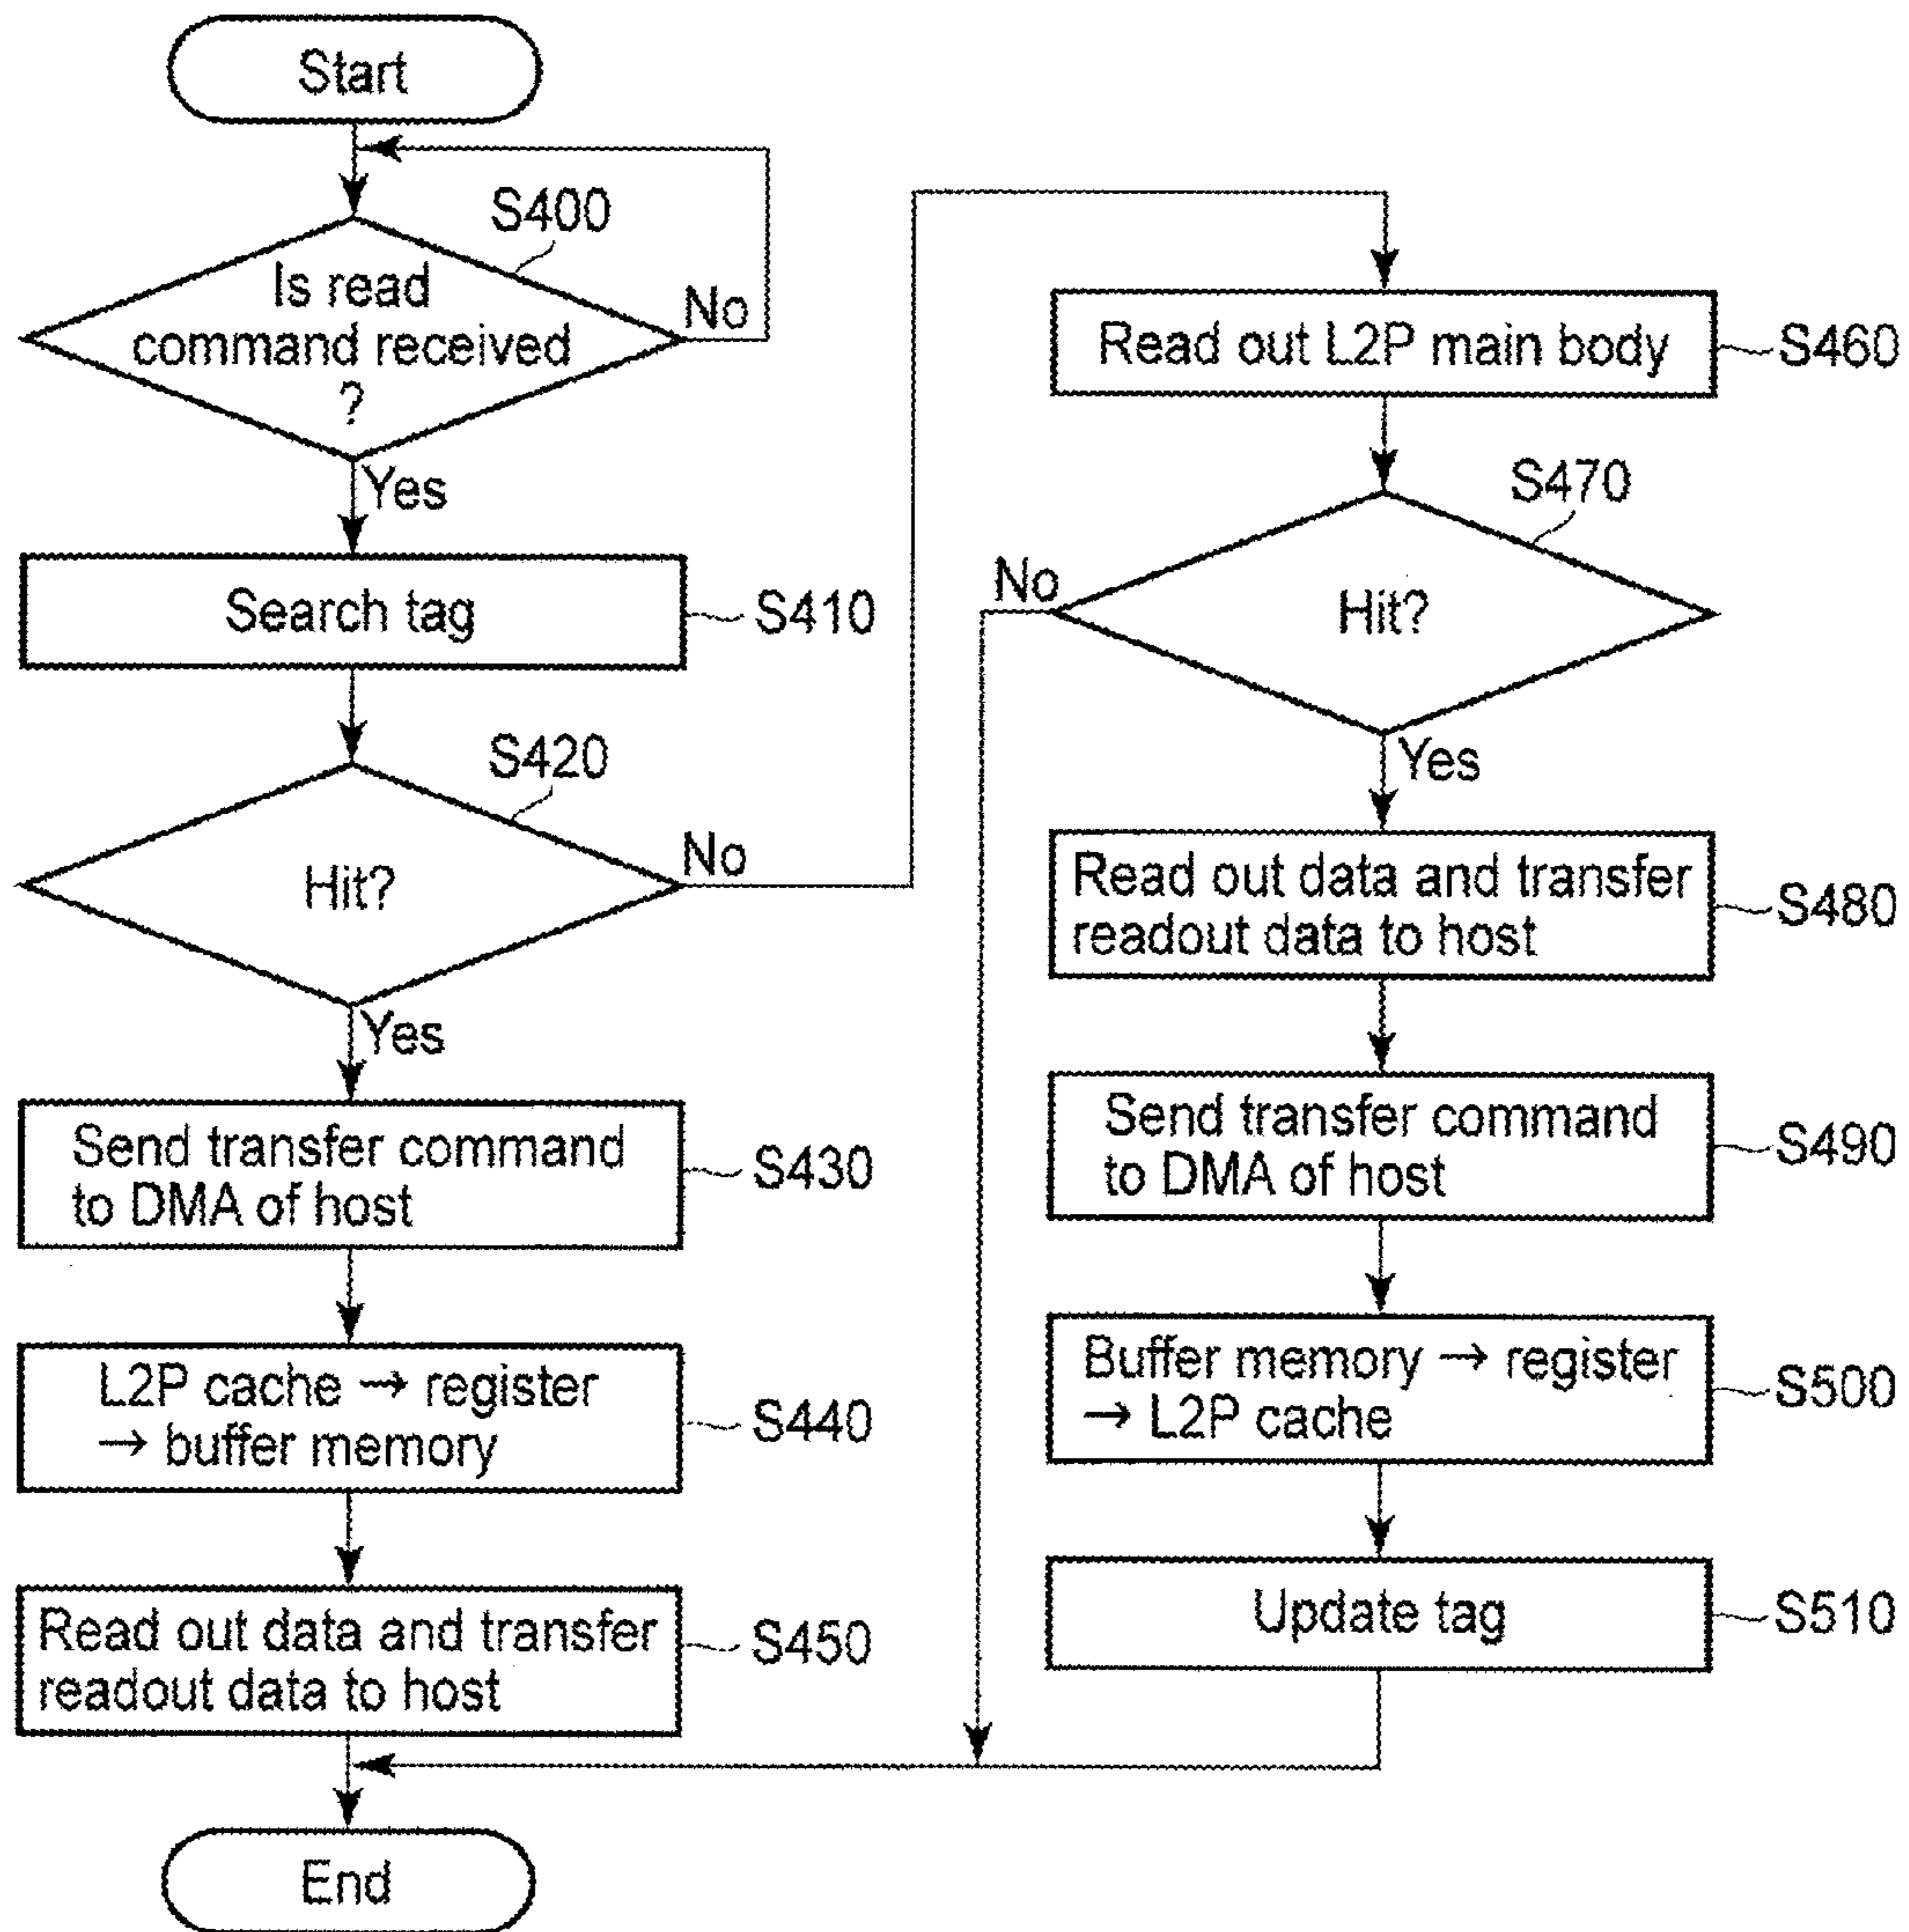 Start
S400
Is read
command received
?
No
Yes
Search tag
S410
S420
Hit?
No
Yes
Send transfer command
to DMA of host
S430
L2P cache → register
→ buffer memory
S440
Read out data and transfer
readout data to host
S450
End
Read out L2P main body
S460
S470
No
Hit?
Yes
Read out data and transfer
readout data to host
S480
Send transfer command
to DMA of host
S490
Buffer memory → register
→ L2P cache
S500
Update tag
S510